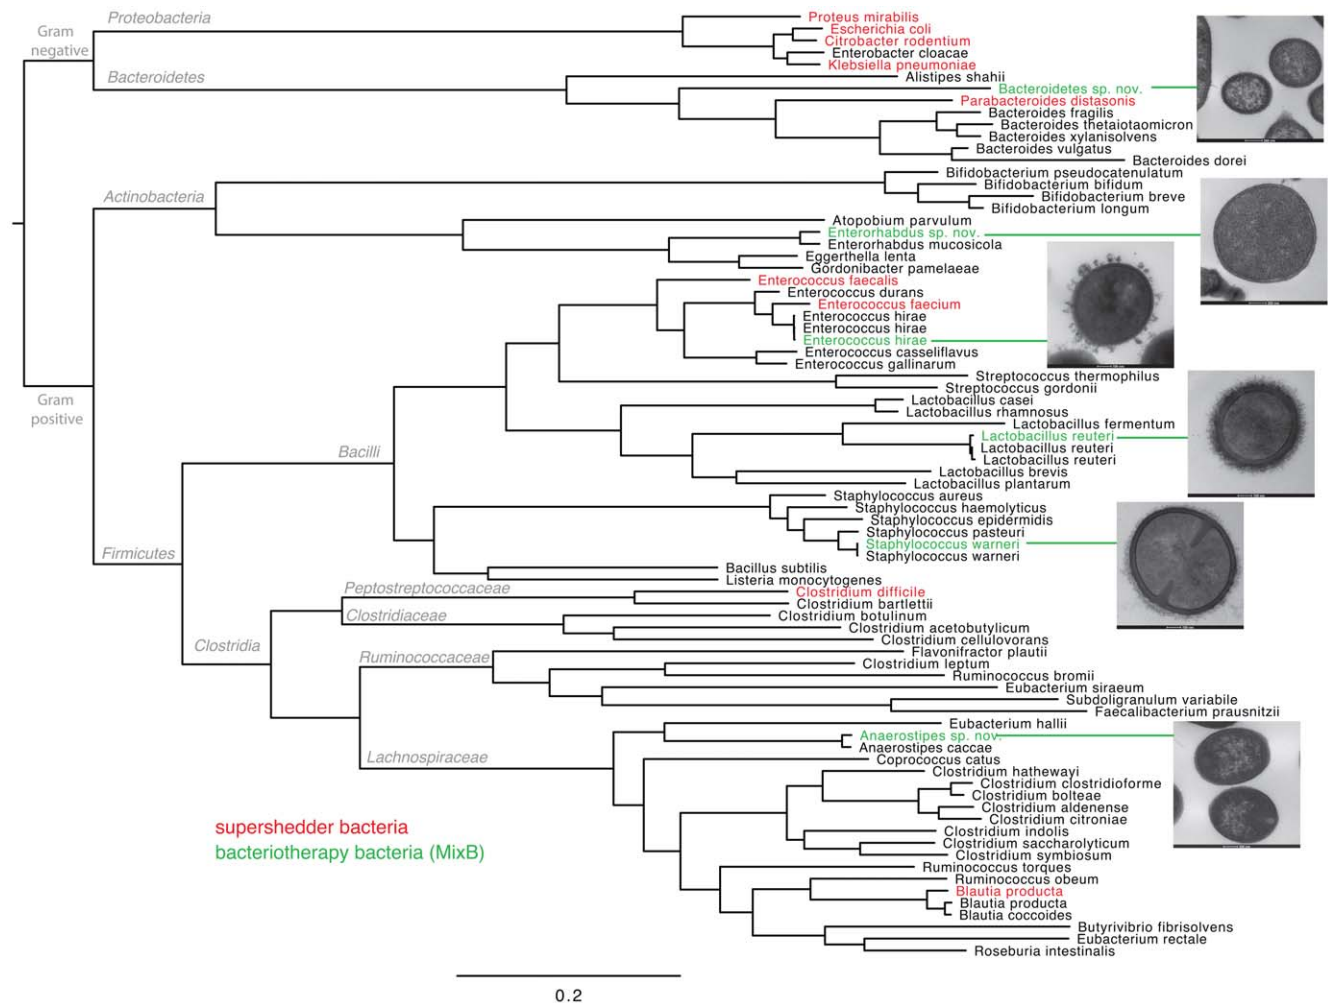 Proteobacteria
Proteus mirabilis
Gram
negative
Escherichia coli
Citrobacter rodentium
Enterobacter cloacae
Klebsiella pneumoniae
Bacteroidetes
Alistipes shahii
Bacteroidetes sp. nov.
Parabacteroides distasonis
Bacteroides fragilis
Bacteroides thetaiotaomicron
Bacteroides xylanisolvens
Bacteroides vulgatus
Bacteroides dorei
Actinobacteria
Bifidobacterium pseudocatenulatum
Bifidobacterium bifidum
Bifidobacterium breve
Bifidobacterium longum
Atopobium parvulum
Enterorhabdus sp. nov.
Enterorhabdus mucosicola
Eggerthella lenta
Gordonibacter pamelaeae
Enterococcus faecalis
Enterococcus durans
Enterococcus faecium
Enterococcus hirae
Enterococcus hirae
Enterococcus hirae
Enterococcus casseliflavus
Enterococcus gallinarum
Streptococcus thermophilus
Streptococcus gordonii
Gram
positive
Lactobacillus casei
Lactobacillus rhamnosus
Lactobacillus fermentum
Lactobacillus reuteri
Lactobacillus reuteri
Lactobacillus reuteri
Bacilli
Lactobacillus brevis
Lactobacillus plantarum
Staphylococcus aureus
Staphylococcus haemolyticus
Staphylococcus epidermidis
Staphylococcus pasteuri
Staphylococcus warneri
Staphylococcus warneri
Firmicutes
Bacillus subtilis
Listeria monocytogenes
Peptostreptococcaceae
Clostridium difficile
Clostridium bartlettii
Clostridiaceae
Clostridium botulinum
Clostridium acetobutylicum
Clostridium cellulovorans
Clostridia
Ruminococcaceae
Flavonifractor plautii
Clostridium leptum
Ruminococcus bromii
Eubacterium siraeum
Subdoligranulum variabile
Faecalibacterium prausnitzii
Eubacterium hallii
Anaerostipes sp. nov.
Anaerostipes caccae
Lachnospiraceae
Coprococcus catus
Clostridium hathewayi
Clostridium clostridioforme
Clostridium bolteae
Clostridium aldenense
Clostridium citroniae
Clostridium indolis
Clostridium saccharolyticum
Clostridium symbiosum
supershedder bacteria
bacteriotherapy bacteria (MixB)
Ruminococcus torques
Ruminococcus obeum
Blautia producta
Blautia producta
Blautia coccoides
Butyrivibrio fibrisolvens
Eubacterium rectale
Roseburia intestinalis
0.2